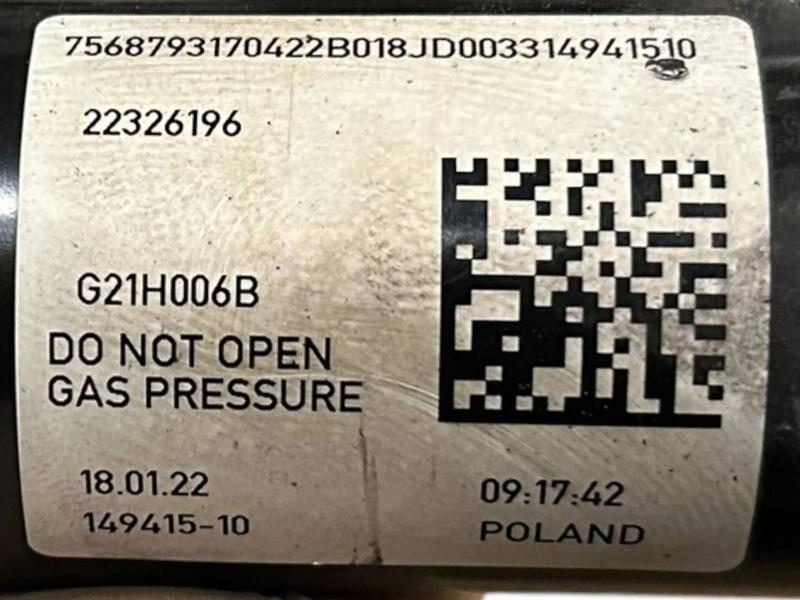 7568793170422B018JD003314941510
22326196
G21H006B
DO NOT OPEN
GAS PRESSURE
18.01.22
09:17:42
149415-10
POLAND